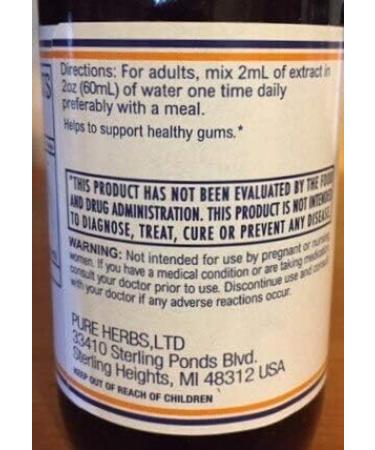 Directions: For adults, mix 2mL of extract in
2oz (60mL) of water one time daily
preferably with a meal.
Helps to support healthy gums.*
*THIS PRODUCT HAS NOT BEEN EVALUATED BY THE FOOD
AND DRUG ADMINISTRATION. THIS PRODUCT IS NOT INTENDED
TO DIAGNOSE, TREAT, CURE OR PREVENT ANY DISEASE.
WARNING: Not intended for use by pregnant or nursing
women. If you have a medical condition or are taking medication,
consult your doctor prior to use. Discontinue use and consult
with your doctor if any adverse reactions occur.
PURE HERBS,LTD
33410 Sterling Ponds Blvd.
Sterling Heights, MI 48312 USA
KEEP OUT OF REACH OF CHILDREN